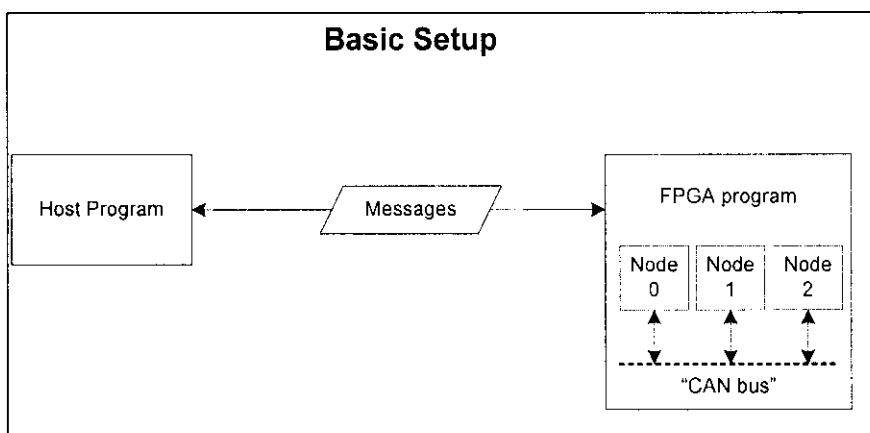 Basic Setup
Host Program
Messages
FPGA program
Node
0
Node
1
Node
2
“CAN bus”